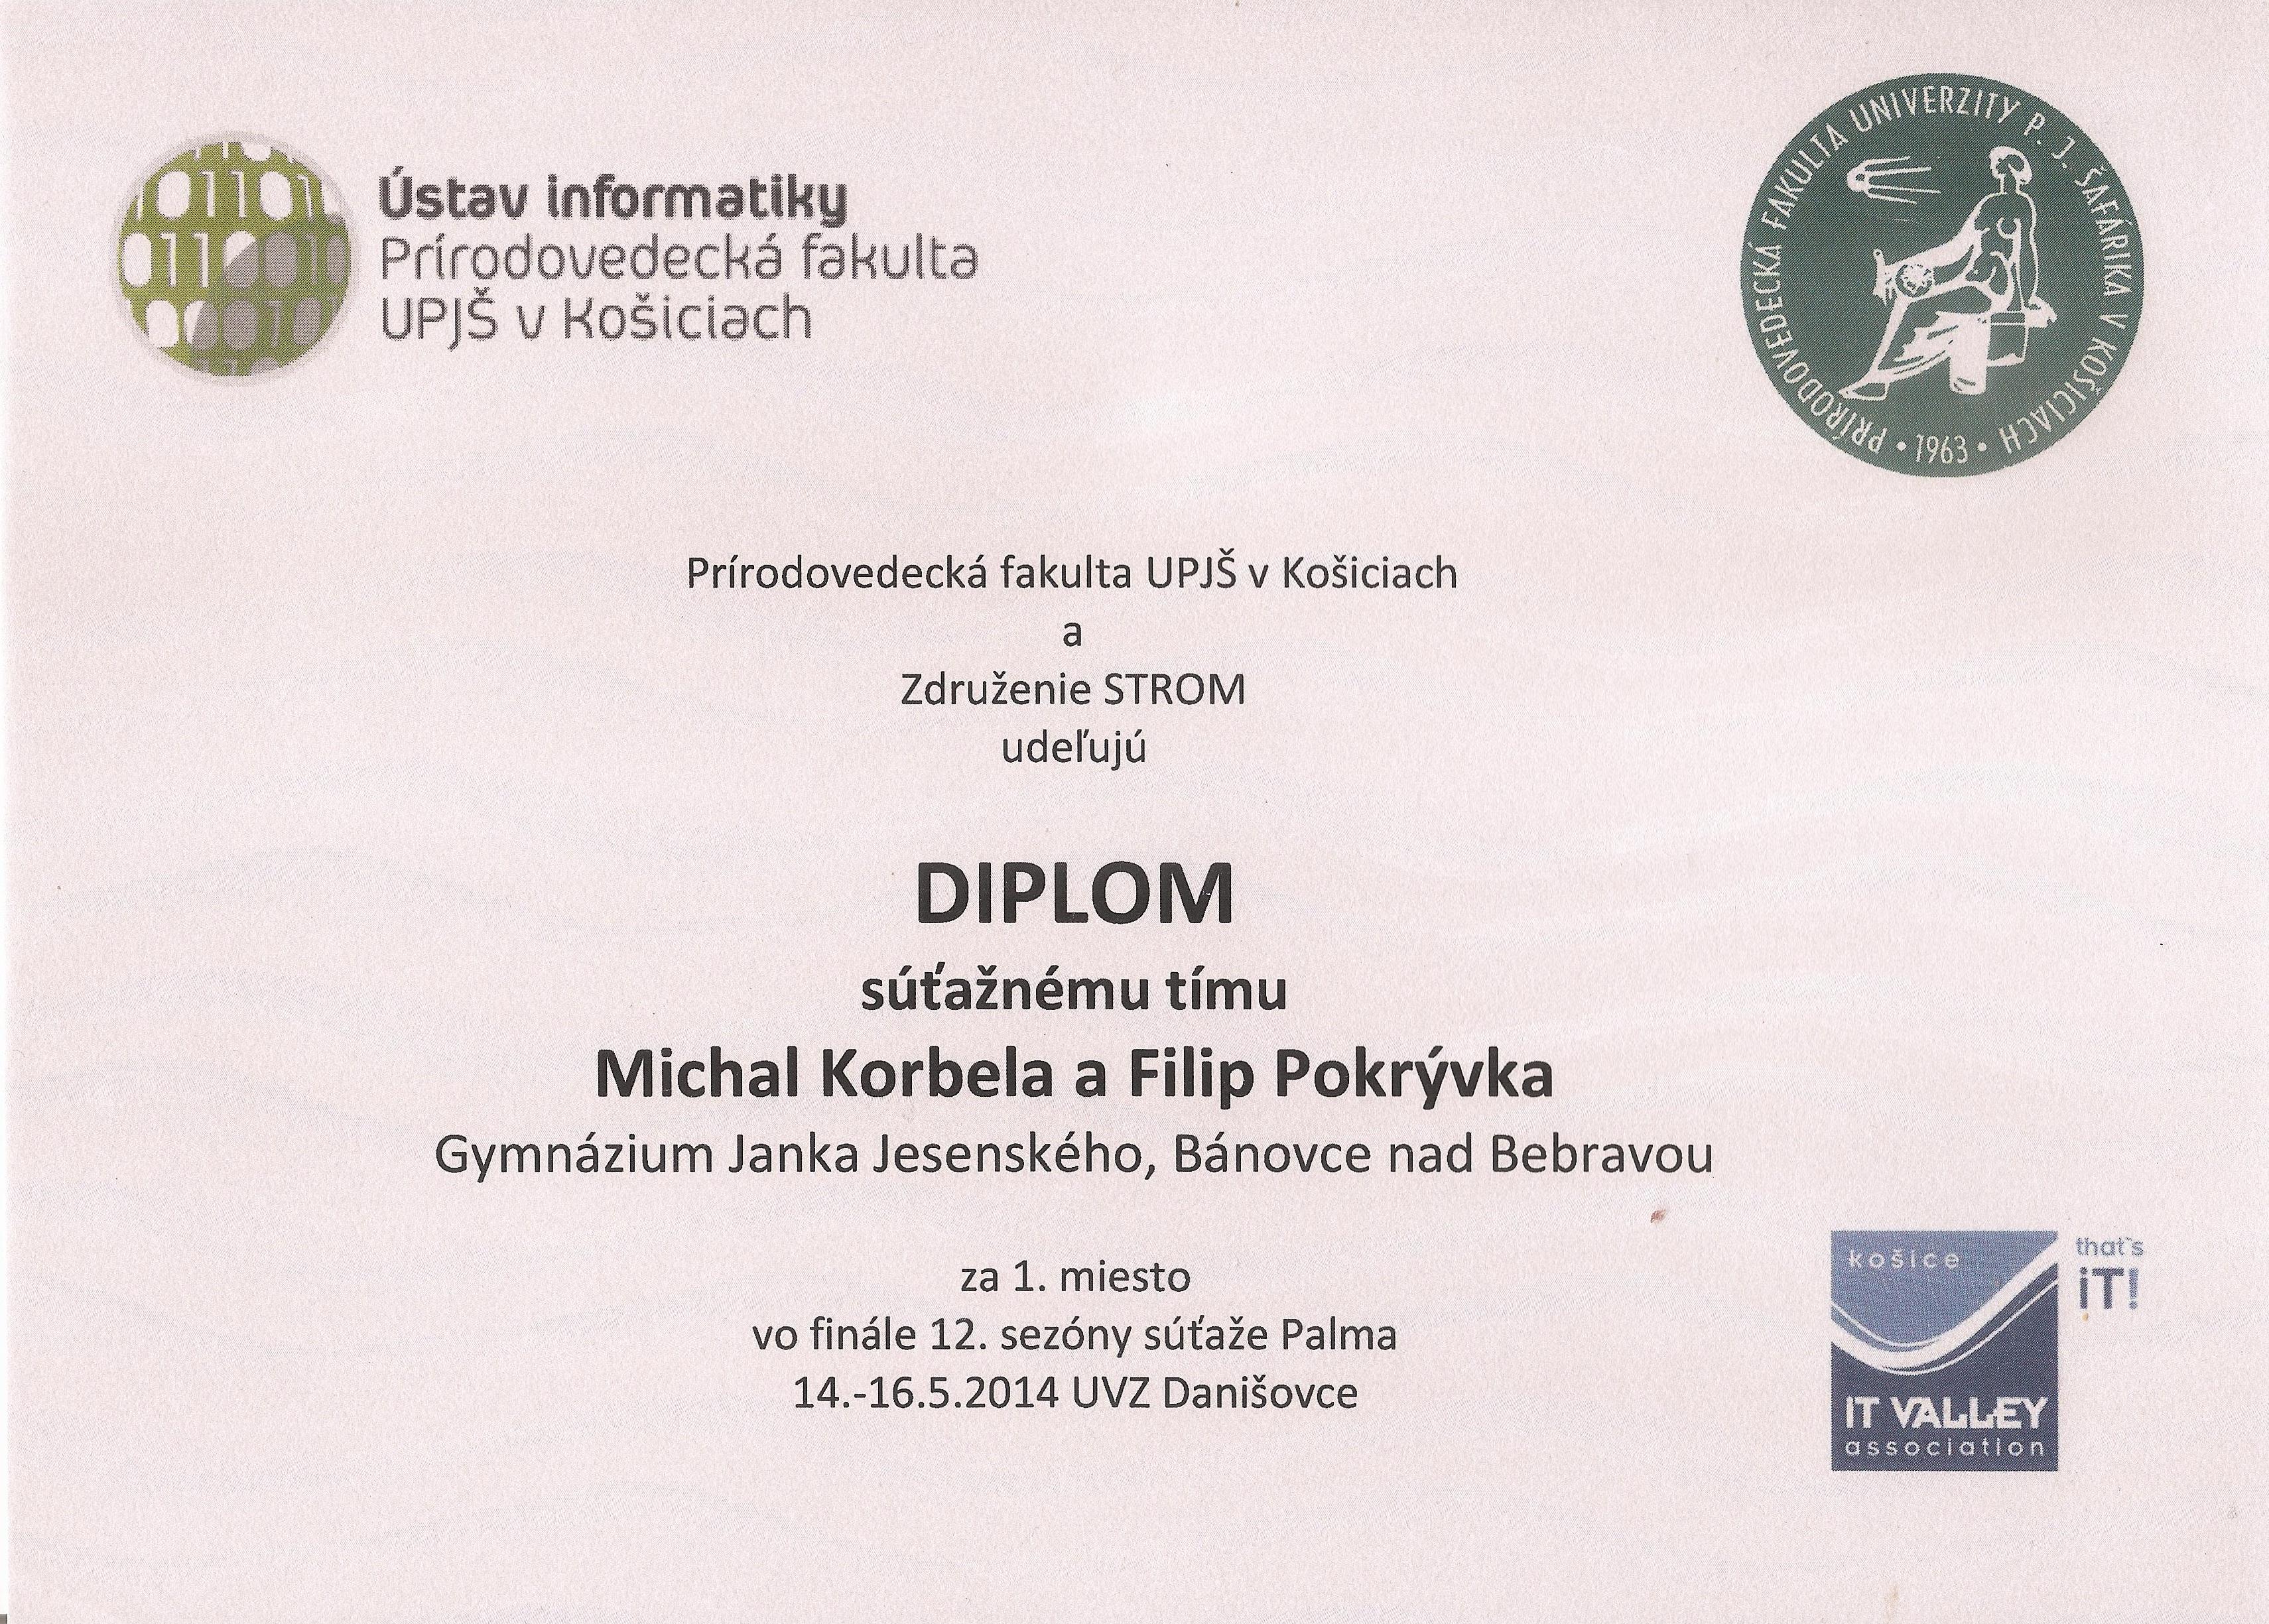 Ústav informatiky
Prírodovedecká fakulta
UPJŠ v Košiciach
PRÍRODOVEDECKÁ FAKULTA UNIVERZITY P. J. ŠAFÁRIKA V KOŠICIACH • 1963 •
Prírodovedecká fakulta UPJŠ v Košiciach
a
Združenie STROM
udeľujú
DIPLOM
súťažnému tímu
Michal Korbela a Filip Pokrývka
Gymnázium Janka Jesenského, Bánovce nad Bebravou
za 1. miesto
vo finále 12. sezóny súťaže Palma
14.-16.5.2014 UVZ Danišovce
košice
that's
iT!
IT VALLEY
association